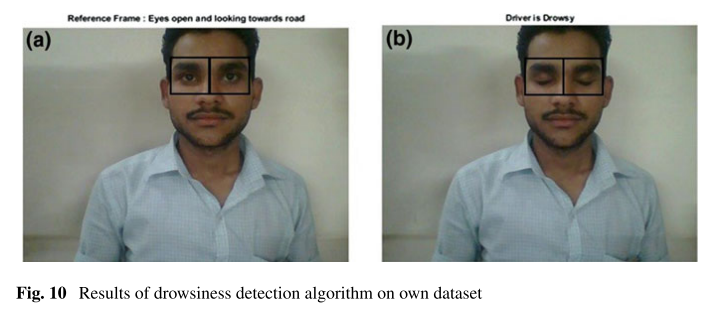 Reference Frame : Eyes open and looking towards road
Driver is Drowsy
(a)
(b)
Fig. 10 Results of drowsiness detection algorithm on own dataset